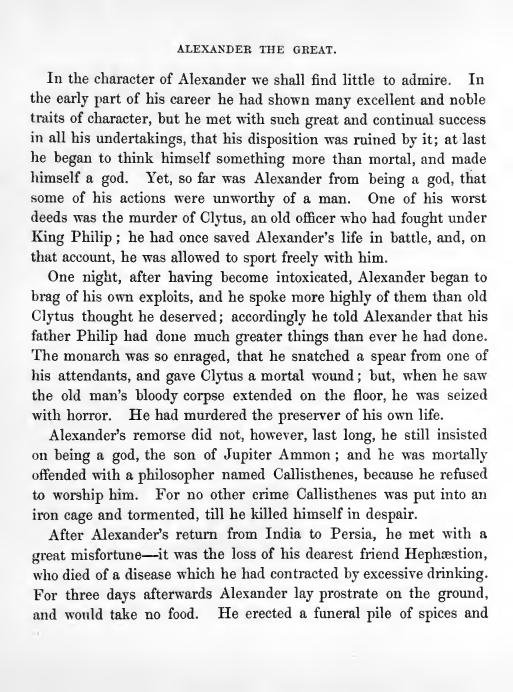 ALEXANDER THE GREAT.
In the character of Alexander we shall find little to admire. In
the early part of his career he had shown many excellent and noble
traits of character, but he met with such great and continual success
in all his undertakings, that his disposition was ruined by it; at last
he began to think himself something more than mortal, and made
himself a god. Yet, so far was Alexander from being a god, that
some of his actions were unworthy of a man. One of his worst
deeds was the murder of Clytus, an old officer who had fought under
King Philip; he had once saved Alexander's life in battle, and, on
that account, he was allowed to sport freely with him.
One night, after having become intoxicated, Alexander began to
brag of his own exploits, and he spoke more highly of them than old
Clytus thought he deserved; accordingly he told Alexander that his
father Philip had done much greater things than ever he had done.
The monarch was so enraged, that he snatched a spear from one of
his attendants, and gave Clytus a mortal wound; but, when he saw
the old man's bloody corpse extended on the floor, he was seized
with horror. He had murdered the preserver of his own life.
Alexander's remorse did not, however, last long, he still insisted
on being a god, the son of Jupiter Ammon; and he was mortally
offended with a philosopher named Callisthenes, because he refused
to worship him. For no other crime Callisthenes was put into an
iron cage and tormented, till he killed himself in despair.
After Alexander's return from India to Persia, he met with a
great misfortune—it was the loss of his dearest friend Hephæstion,
who died of a disease which he had contracted by excessive drinking.
For three days afterwards Alexander lay prostrate on the ground,
and would take no food. He erected a funeral pile of spices and